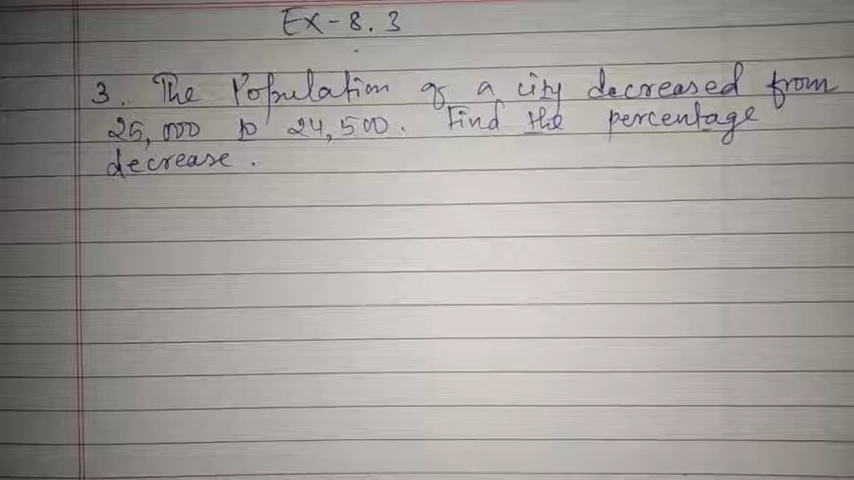 Ex-8.3
3. The Population of a city decreased from
25,000 to 24,500. Find the percentage
decrease.